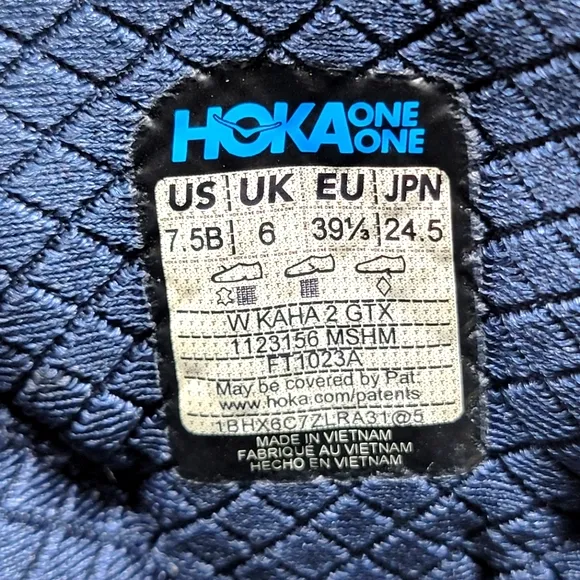 HOKA ONE ONE
US UK EU JPN
7.5B 6 39⅓ 24.5
W KAHA 2 GTX
1123156 MSHM
FT1023A
May be covered by Pat.
www.hoka.com/patents
1BHX6C7ZLRA31@5
MADE IN VIETNAM
FABRIQUÉ AU VIETNAM
HECHO EN VIETNAM